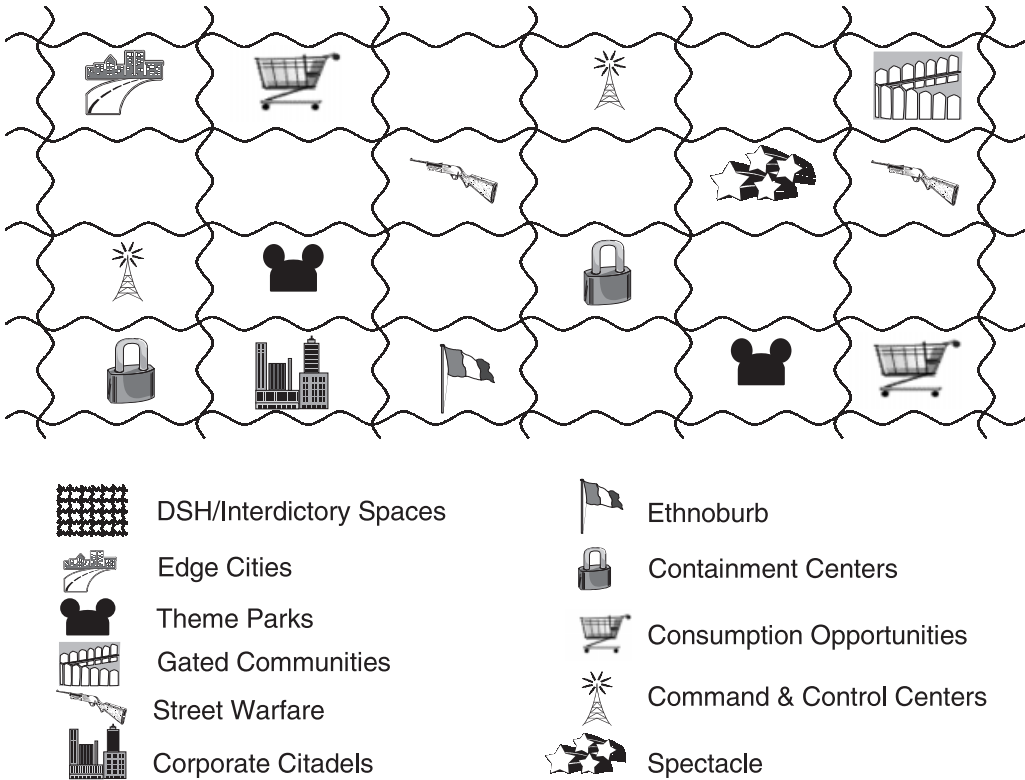 DSH/Interdictory Spaces
Edge Cities
Theme Parks
Gated Communities
Street Warfare
Corporate Citadels
Ethnoburb
Containment Centers
Consumption Opportunities
Command & Control Centers
Spectacle